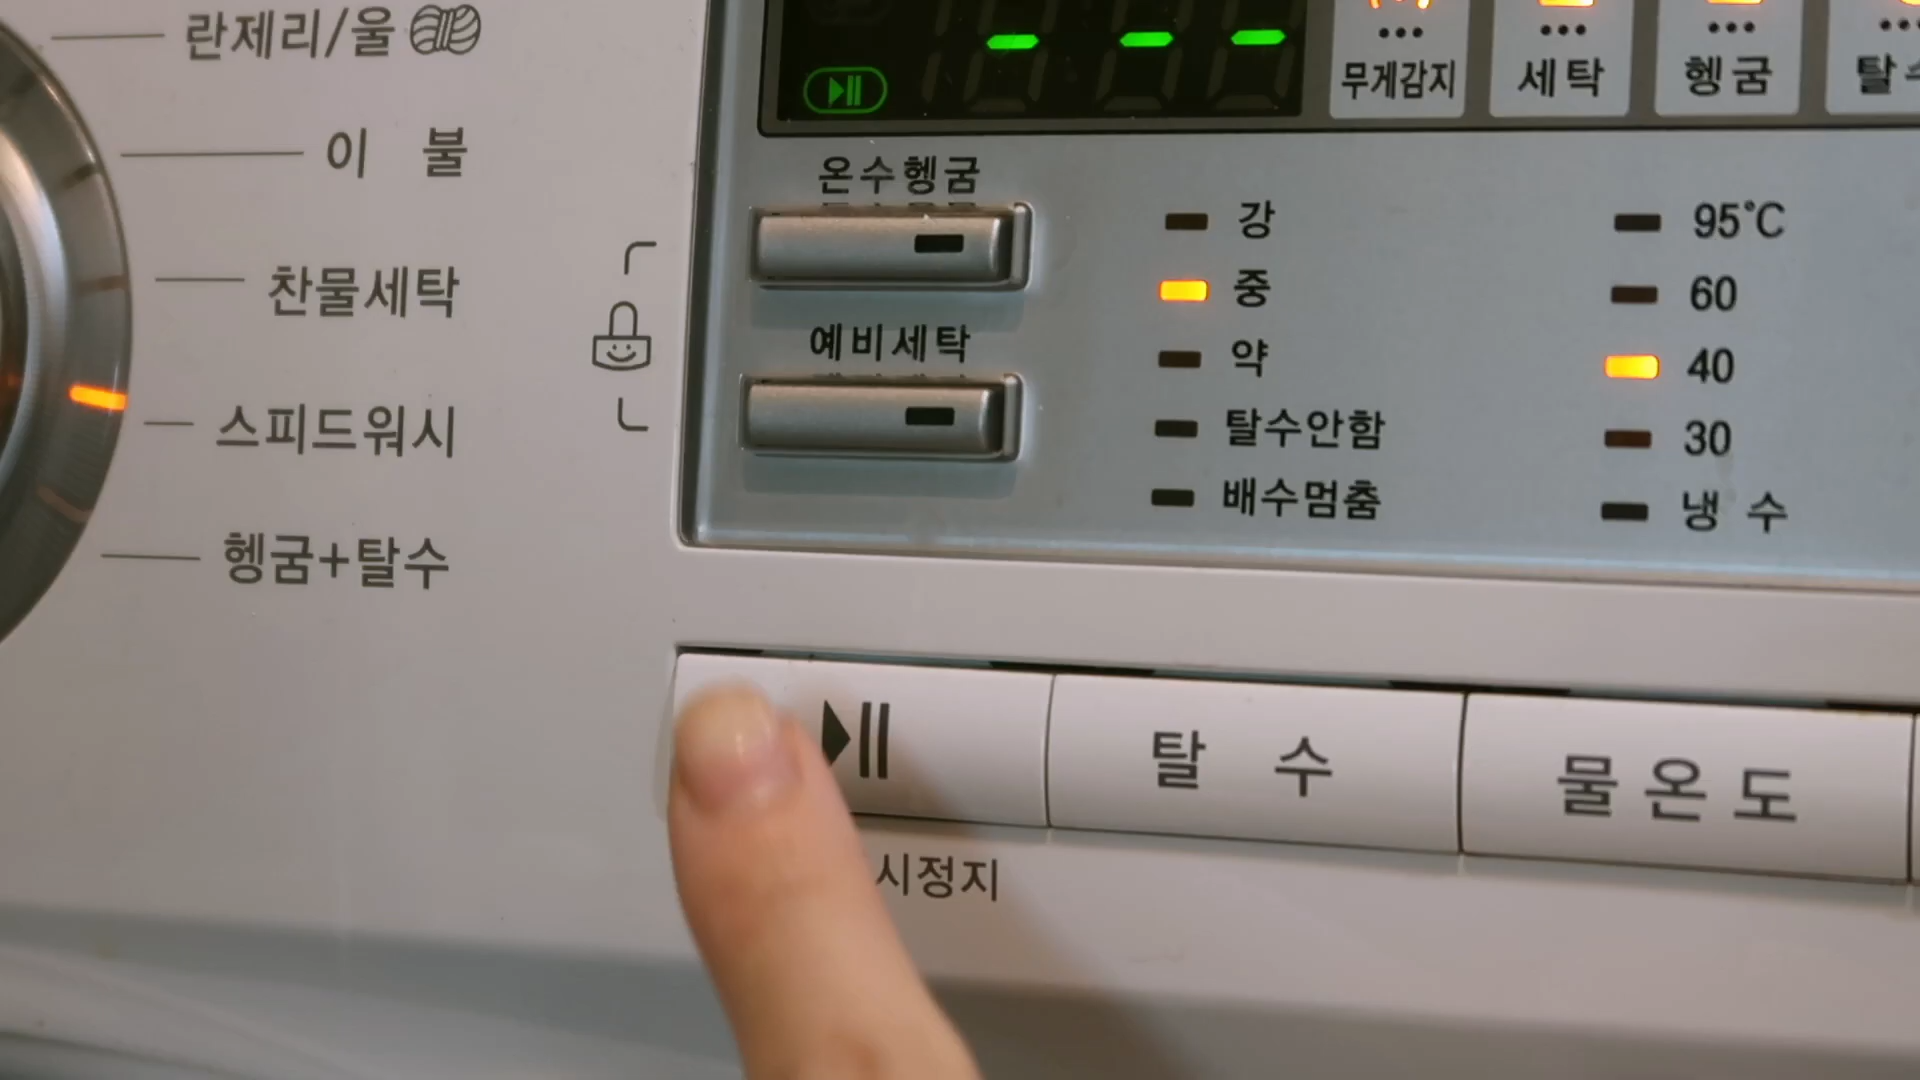 란제리/울
이 불
찬물세탁
스피드워시
헹굼+탈수
무게감지
세탁
헹굼
온수헹굼
예비세탁
강
중
약
탈수안함
배수멈춤
95°C
60
40
30
냉 수
탈 수
물온도
시정지